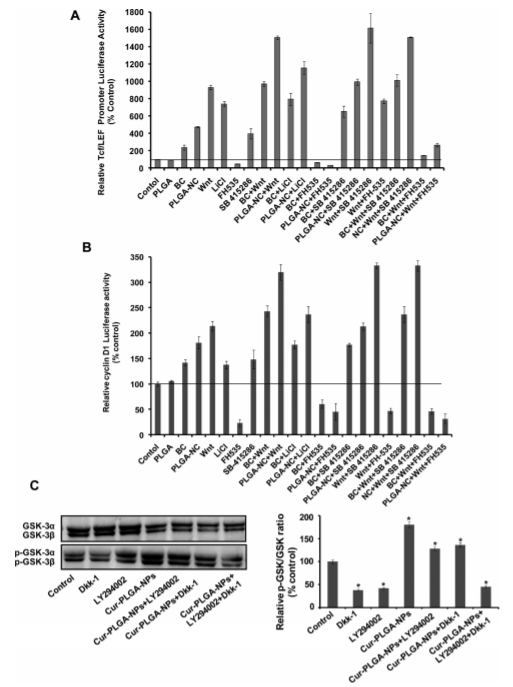 A
Relative Tcf/LEF Promoter Luciferase Activity
(% Control)
1800
1600
1400
1200
1000
800
600
400
200
0
Contol
PLGA
BC
PLGA-NC
Wnt
LiCl
FH535
SB 415286
BC+Wnt
PLGA-NC+Wnt
BC+LiCl
PLGA-NC+LiCl
BC+FH535
PLGA-NC+FH535
BC+SB 415286
PLGA-NC+SB 415286
Wnt+SB 415286
Wnt+FH-535
BC+Wnt+SB 415286
NC+Wnt+SB 415286
BC+Wnt+FH535
PLGA-NC+Wnt+FH535
B
Relative cyclin D1 Luciferase activity
(% control)
350
300
250
200
150
100
50
0
Contol
PLGA
BC
PLGA-NC
Wnt
LiCl
FH535
SB-415286
BC+Wnt
PLGA-NC+Wnt
BC+LiCl
PLGA-NC+LiCl
BC+FH535
PLGA-NC+FH535
BC+SB 415286
PLGA-NC+SB 415286
Wnt+SB 415286
Wnt+FH-535
BC+Wnt+SB 415286
NC+Wnt+SB 415286
BC+Wnt+FH535
PLGA-NC+Wnt+FH535
C
GSK-3α
GSK-3β
p-GSK-3α
p-GSK-3β
Control
Dkk-1
LY294002
Cur-PLGA-NPs
Cur-PLGA-NPs+LY294002
Cur-PLGA-NPs+Dkk-1
Cur-PLGA-NPs+
LY294002+Dkk-1
Relative p-GSK/GSK ratio
(% control)
200
150
100
50
0
* * * * * *
Control
Dkk-1
LY294002
Cur-PLGA-NPs
Cur-PLGA-NPs+LY294002
Cur-PLGA-NPs+Dkk-1
Cur-PLGA-NPs+
LY294002+Dkk-1